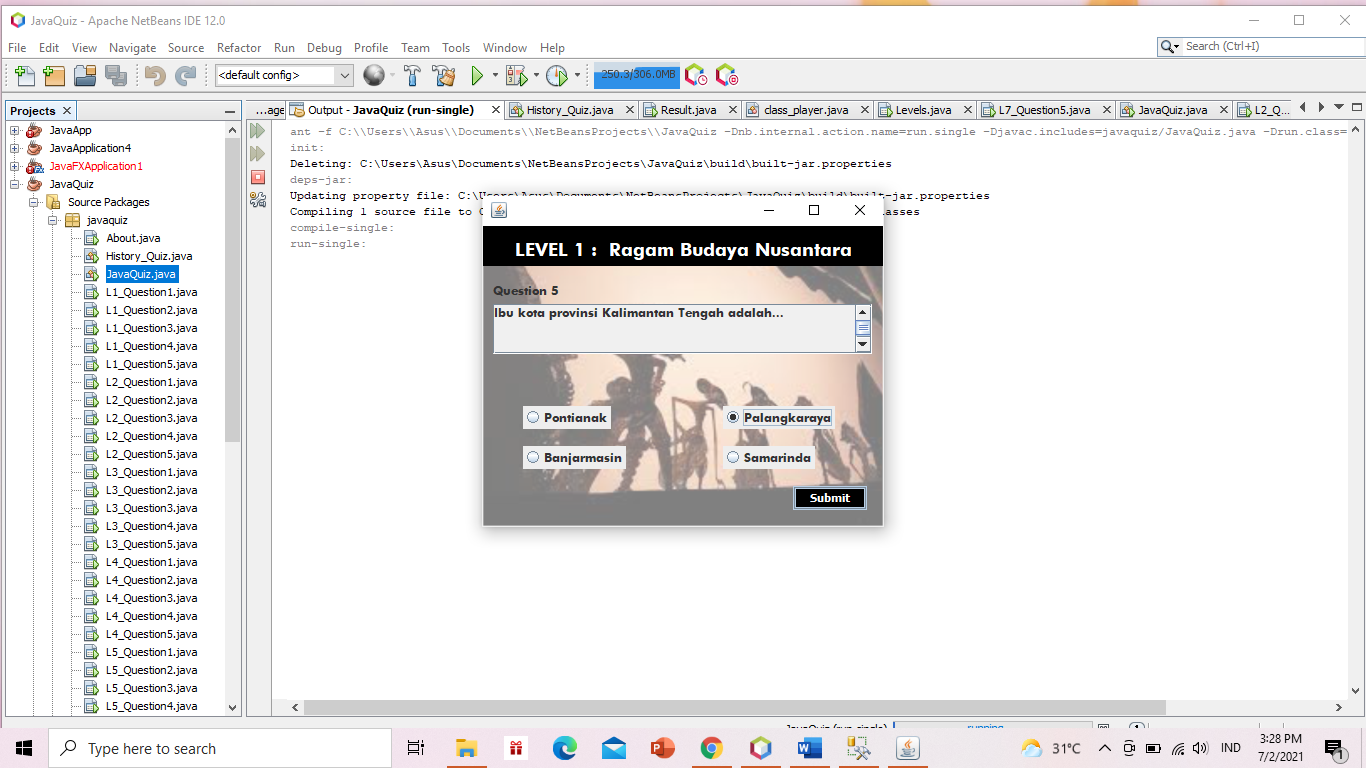 JavaQuiz - Apache NetBeans IDE 12.0
File Edit View Navigate Source Refactor Run Debug Profile Team Tools Window Help
Search (Ctrl+I)
<default config>
250.3/306.0MB
Projects
...age
Output - JavaQuiz (run-single)
History_Quiz.java
Result.java
class_player.java
Levels.java
L7_Question5.java
JavaQuiz.java
L2_Q...
JavaApp
JavaApplication4
JavaFXApplication1
JavaQuiz
Source Packages
javaquiz
About.java
History_Quiz.java
JavaQuiz.java
L1_Question1.java
L1_Question2.java
L1_Question3.java
L1_Question4.java
L1_Question5.java
L2_Question1.java
L2_Question2.java
L2_Question3.java
L2_Question4.java
L2_Question5.java
L3_Question1.java
L3_Question2.java
L3_Question3.java
L3_Question4.java
L3_Question5.java
L4_Question1.java
L4_Question2.java
L4_Question3.java
L4_Question4.java
L4_Question5.java
L5_Question1.java
L5_Question2.java
L5_Question3.java
L5_Question4.java
ant -f C:\\Users\\Asus\\Documents\\NetBeansProjects\\JavaQuiz -Dnb.internal.action.name=run.single -Djavac.includes=javaquiz/JavaQuiz.java -Drun.class=
init:
Deleting: C:\Users\Asus\Documents\NetBeansProjects\JavaQuiz\build\built-jar.properties
deps-jar:
Updating property file: C:\Users\Asus\Documents\NetBeansProjects\JavaQuiz\build\built-jar.properties
Compiling 1 source file to
compile-single:
run-single:
LEVEL 1 : Ragam Budaya Nusantara
Question 5
Ibu kota provinsi Kalimantan Tengah adalah...
Pontianak
Palangkaraya
Banjarmasin
Samarinda
Submit
JavaQuiz (run-single)
running...
Type here to search
31°C
IND
3:28 PM
7/2/2021
1